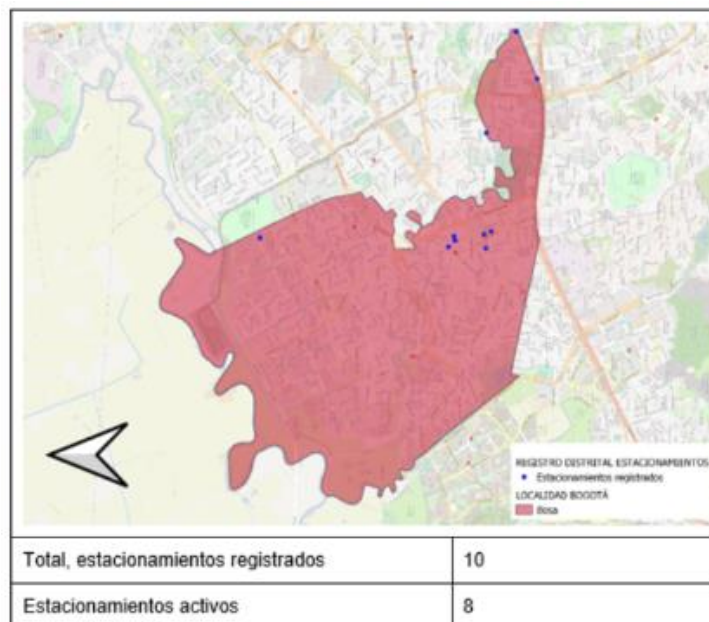 REGISTRO DISTRITAL ESTACIONAMIENTOS
Estacionamientos registrados
LOCALIDAD BOGOTÁ
Bosa
Total, estacionamientos registrados 10
Estacionamientos activos 8